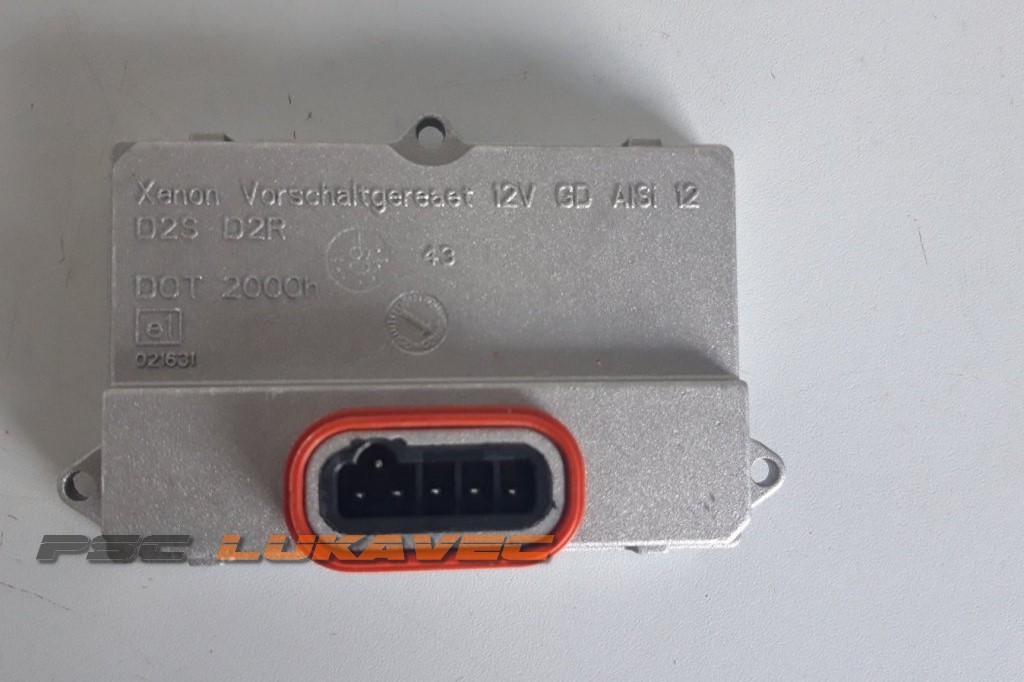 Xenon Vorschaltgereaet 12V GD AlSi 12
D2S D2R
43
DOT 2000h
e1
021631
PSC LUKAVEC